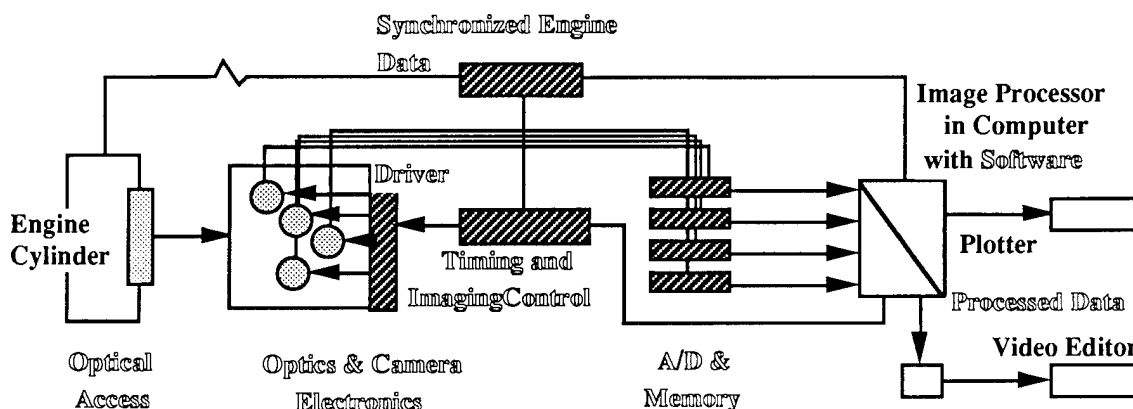 Synchronized Engine
Data
Image Processor
in Computer
with Software
Driver
Engine
Cylinder
Plotter
Timing and
ImagingControl
Processed Data
Video Editor
Optical
Access
Optics & Camera
Electronics
A/D &
Memory